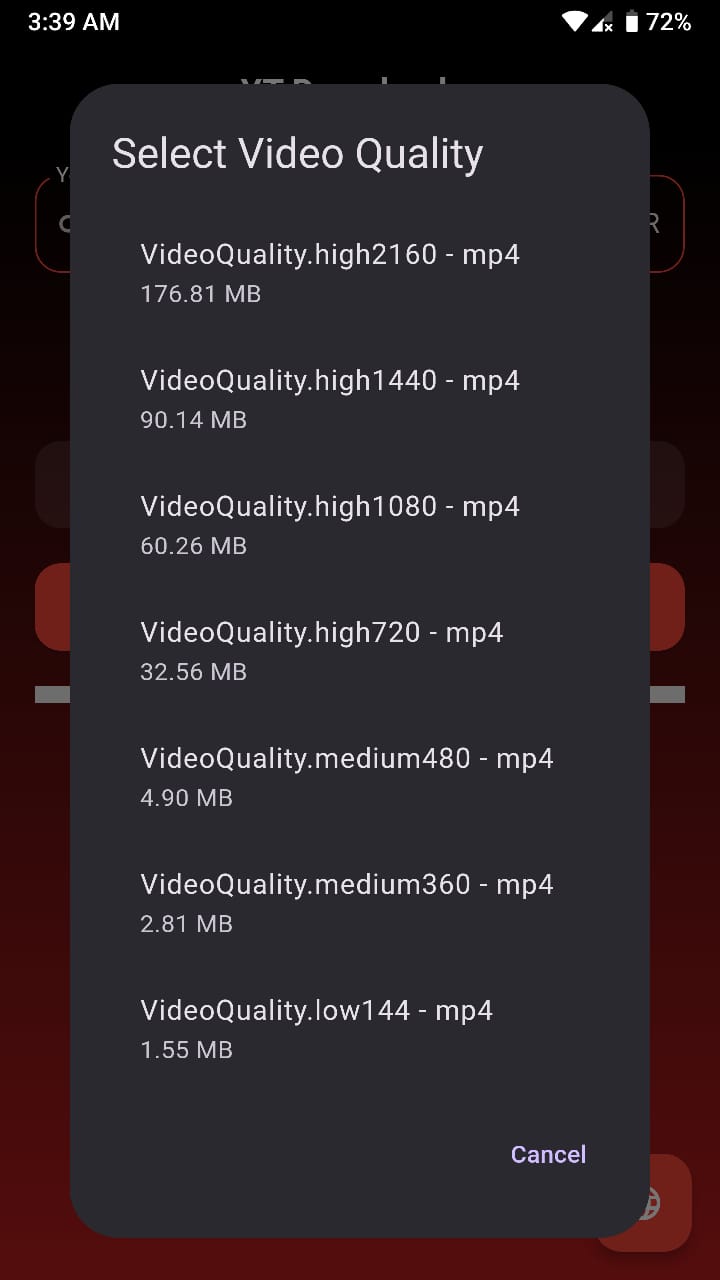 3:39 AM
72%
Select Video Quality
VideoQuality.high2160 - mp4
176.81 MB
VideoQuality.high1440 - mp4
90.14 MB
VideoQuality.high1080 - mp4
60.26 MB
VideoQuality.high720 - mp4
32.56 MB
VideoQuality.medium480 - mp4
4.90 MB
VideoQuality.medium360 - mp4
2.81 MB
VideoQuality.low144 - mp4
1.55 MB
Cancel